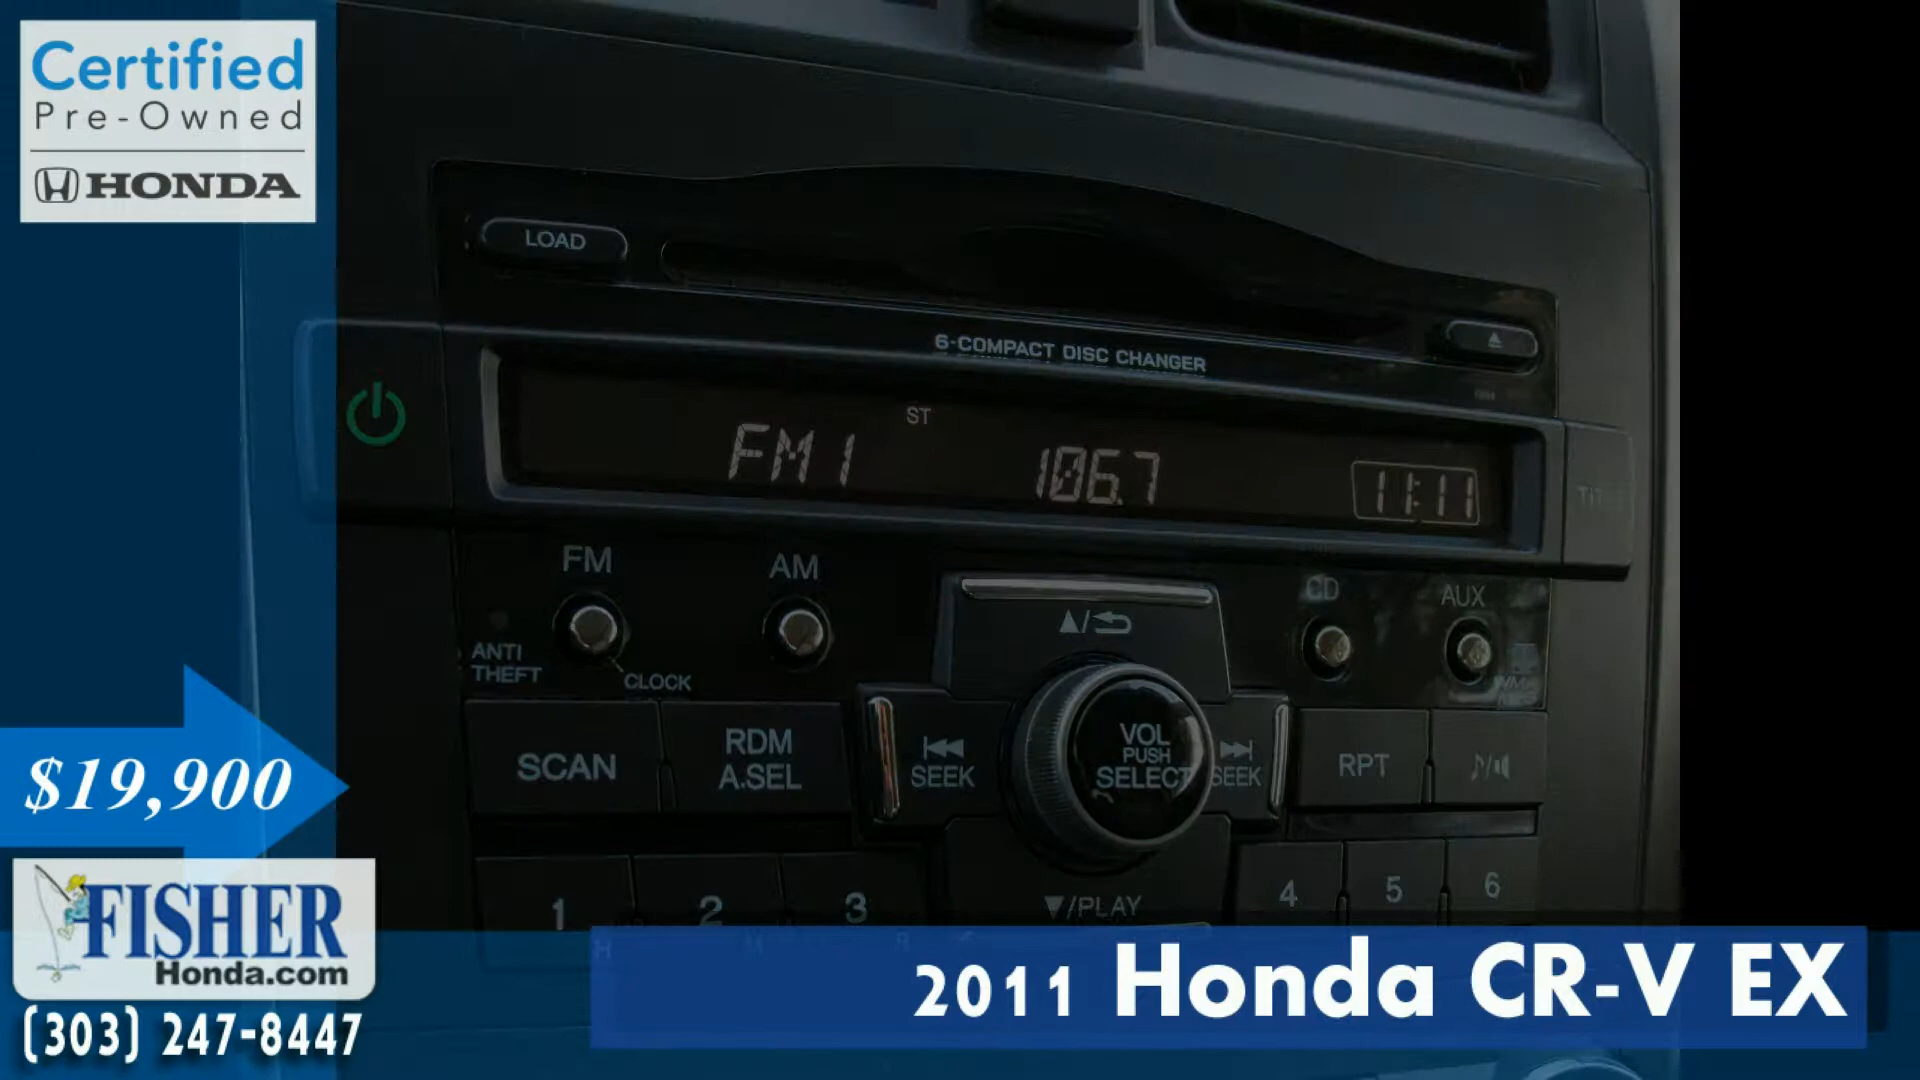 Certified
Pre-Owned
HONDA
LOAD
6-COMPACT DISC CHANGER
ST
FM1 106.7 11:11
FM AM CD AUX
ANTI
THEFT
CLOCK
SCAN
RDM
A.SEL
SEEK
VOL
PUSH
SELECT
SEEK
RPT
1 2 3
/PLAY
4 5 6
$19,900
FISHER
Honda.com
(303) 247-8447
2011 Honda CR-V EX